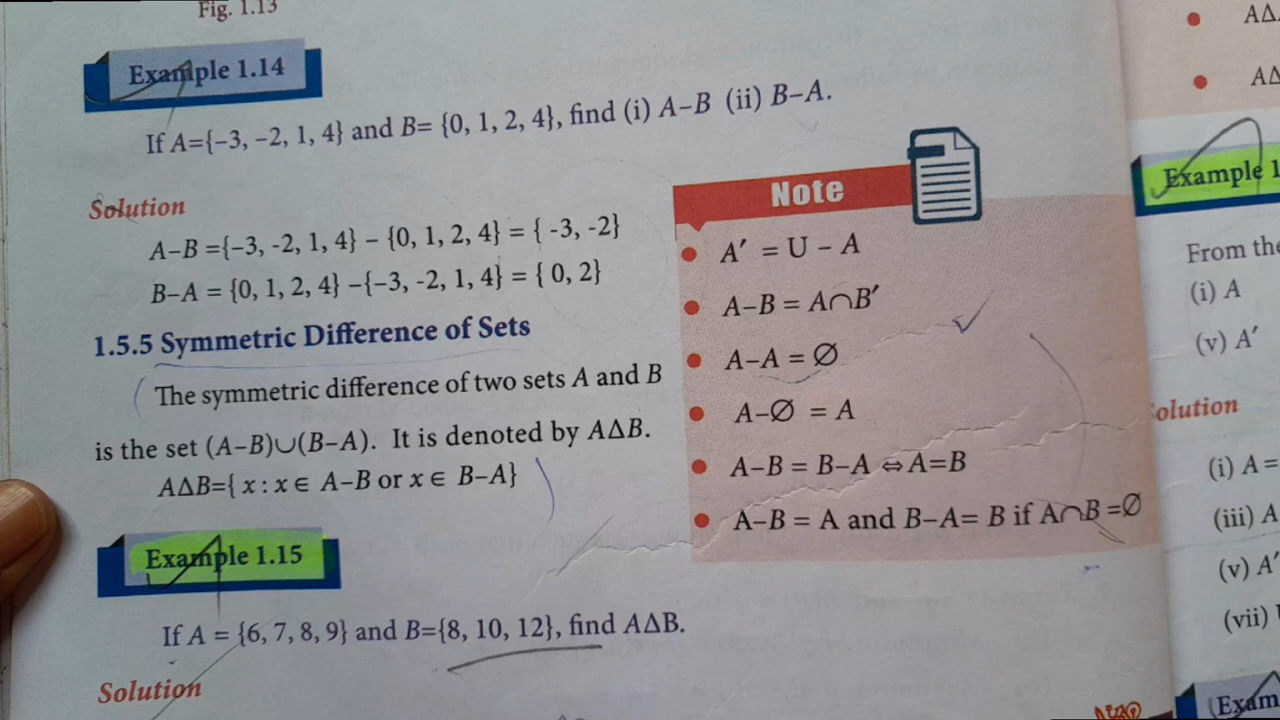 Fig. 1.13
Example 1.14
If A={–3, –2, 1, 4} and B= {0, 1, 2, 4}, find (i) A–B (ii) B–A.
Solution
A–B ={–3, -2, 1, 4} – {0, 1, 2, 4} = { -3, -2}
B–A = {0, 1, 2, 4} –{–3, -2, 1, 4} = { 0, 2}
1.5.5 Symmetric Difference of Sets
The symmetric difference of two sets A and B
is the set (A–B)∪(B–A). It is denoted by AΔB.
AΔB={ x : x ∈ A–B or x ∈ B–A}
Example 1.15
If A = {6, 7, 8, 9} and B={8, 10, 12}, find AΔB.
Solution
Note
• A′ = U – A
• A–B = A∩B′
• A–A = ∅
• A–∅ = A
• A–B = B–A ⇔ A=B
• A–B = A and B–A= B if A∩B =∅
• AΔ
• AΔ
Example 1
From the
(i) A
(v) A′
olution
(i) A =
(iii) A
(v) A′
(vii)
Exam